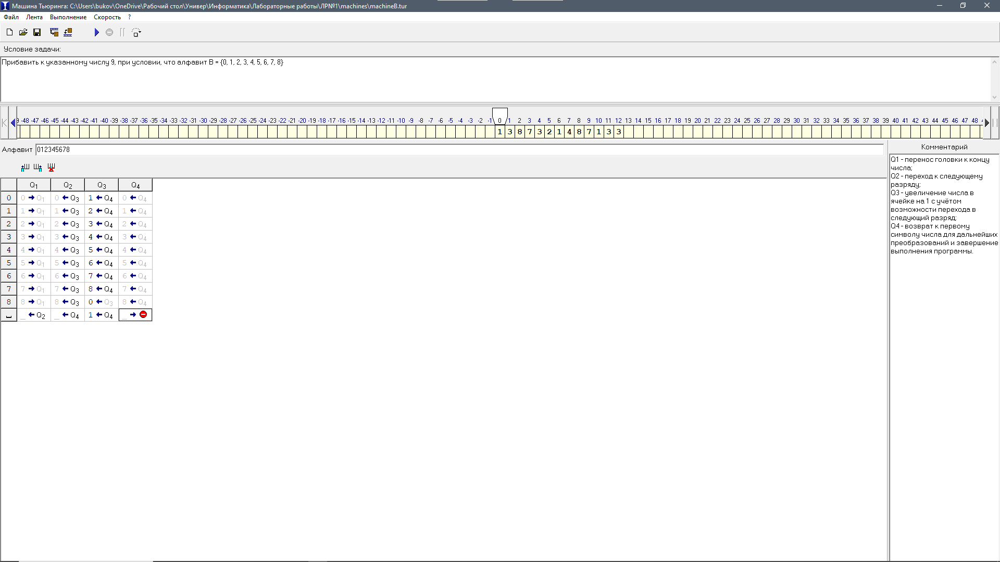 Машина Тьюринга: C:\Users\bukov\OneDrive\Рабочий стол\Универ\Информатика\Лабораторные работы\ЛР№1\machines\machineB.tur
Файл Лента Выполнение Скорость ?
Условие задачи:
Прибавить к указанному числу 9, при условии, что алфавит B = {0, 1, 2, 3, 4, 5, 6, 7, 8}
-48 -47 -46 -45 -44 -43 -42 -41 -40 -39 -38 -37 -36 -35 -34 -33 -32 -31 -30 -29 -28 -27 -26 -25 -24 -23 -22 -21 -20 -19 -18 -17 -16 -15 -14 -13 -12 -11 -10 -9 -8 -7 -6 -5 -4 -3 -2 -1 0 1 2 3 4 5 6 7 8 9 10 11 12 13 14 15 16 17 18 19 20 21 22 23 24 25 26 27 28 29 30 31 32 33 34 35 36 37 38 39 40 41 42 43 44 45 46 47 48
1 3 8 7 3 2 1 4 8 7 1 3 3
Алфавит 012345678
Q1 Q2 Q3 Q4
0 0 → Q1 0 ← Q3 1 ← Q4 0 ← Q4
1 1 → Q1 1 ← Q3 2 ← Q4 1 ← Q4
2 2 → Q1 2 ← Q3 3 ← Q4 2 ← Q4
3 3 → Q1 3 ← Q3 4 ← Q4 3 ← Q4
4 4 → Q1 4 ← Q3 5 ← Q4 4 ← Q4
5 5 → Q1 5 ← Q3 6 ← Q4 5 ← Q4
6 6 → Q1 6 ← Q3 7 ← Q4 6 ← Q4
7 7 → Q1 7 ← Q3 8 ← Q4 7 ← Q4
8 8 → Q1 8 ← Q3 0 ← Q3 8 ← Q4
_ ← Q2 _ ← Q4 1 ← Q4 _ →
Комментарий
Q1 - перенос головки к концу
числа;
Q2 - переход к следующему
разряду;
Q3 - увеличение числа в
ячейке на 1 с учётом
возможности перехода в
следующий разряд;
Q4 - возврат к первому
символу числа для дальнейших
преобразований и завершение
выполнения программы.